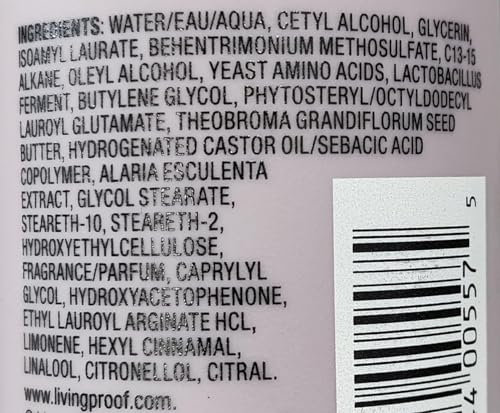 INGREDIENTS: WATER/EAU/AQUA, CETYL ALCOHOL, GLYCERIN,
ISOAMYL LAURATE, BEHENTRIMONIUM METHOSULFATE, C13-15
ALKANE, OLEYL ALCOHOL, YEAST AMINO ACIDS, LACTOBACILLUS
FERMENT, BUTYLENE GLYCOL, PHYTOSTERYL/OCTYLDODECYL
LAUROYL GLUTAMATE, THEOBROMA GRANDIFLORUM SEED
BUTTER, HYDROGENATED CASTOR OIL/SEBACIC ACID
COPOLYMER, ALARIA ESCULENTA
EXTRACT, GLYCOL STEARATE,
STEARETH-10, STEARETH-2,
HYDROXYETHYLCELLULOSE,
FRAGRANCE/PARFUM, CAPRYLYL
GLYCOL, HYDROXYACETOPHENONE,
ETHYL LAUROYL ARGINATE HCL,
LIMONENE, HEXYL CINNAMAL,
LINALOOL, CITRONELLOL, CITRAL.
www.livingproof.com.
4 00557 5